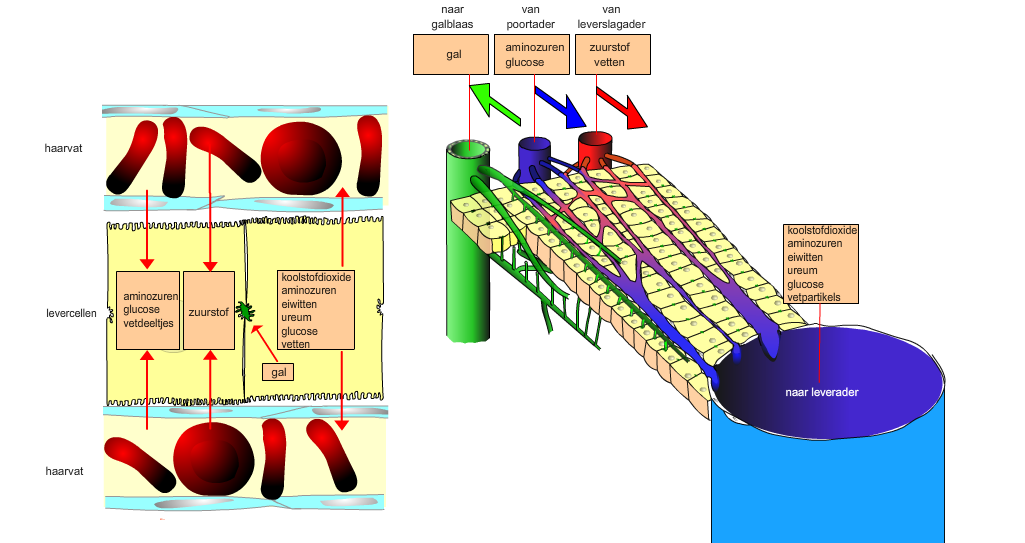 naar
galblaas
van
poortader
van
leverslagader
gal
aminozuren
glucose
zuurstof
vetten
haarvat
levercellen
aminozuren
glucose
vetdeeltjes
zuurstof
koolstofdioxide
aminozuren
eiwitten
ureum
glucose
vetten
gal
haarvat
koolstofdioxide
aminozuren
eiwitten
ureum
glucose
vetpartikels
naar leverader